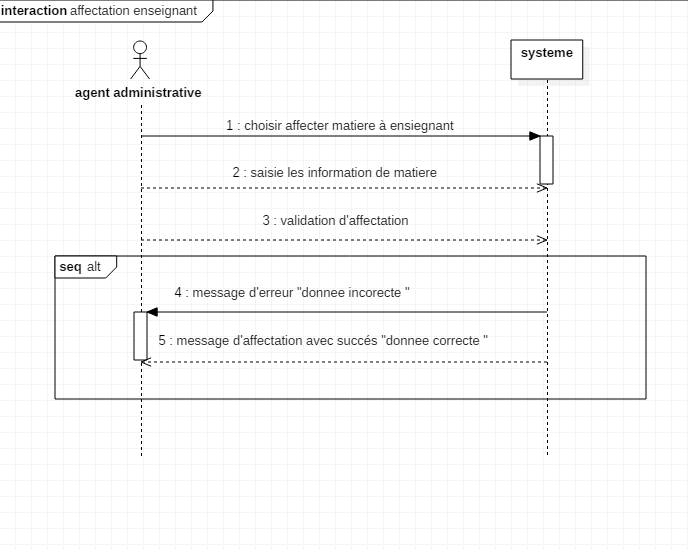 interaction affectation enseignant
systeme
agent administrative
1 : choisir affecter matiere à ensiegnant
2 : saisie les information de matiere
3 : validation d'affectation
seq alt
4 : message d'erreur "donnee incorecte "
5 : message d'affectation avec succés "donnee correcte "